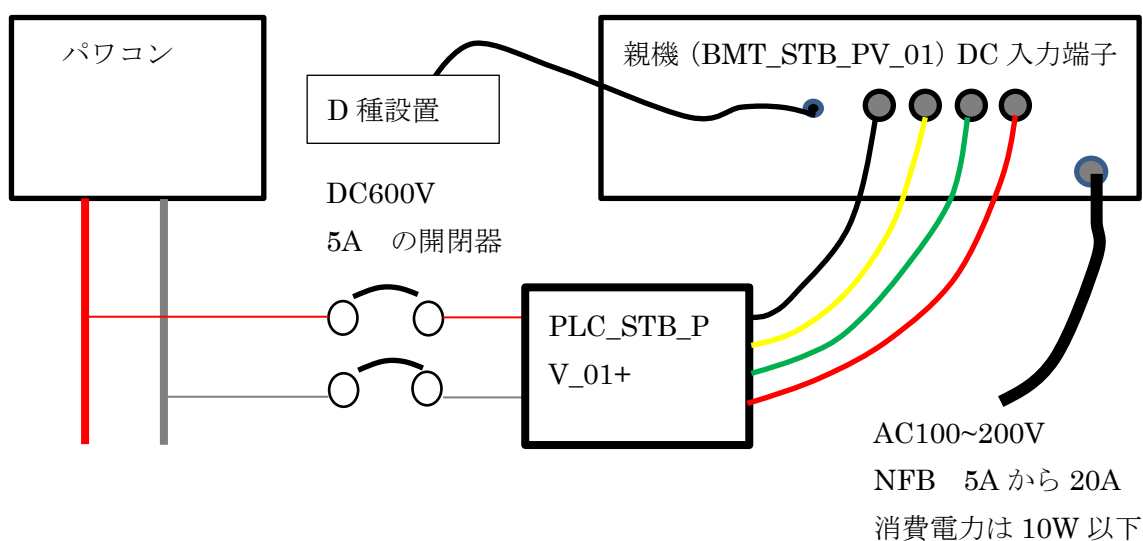 パワコン
親機（BMT_STB_PV_01）DC 入力端子
D 種設置
DC600V
5A　の開閉器
PLC_STB_P
V_01+
AC100~200V
NFB　5A から 20A
消費電力は 10W 以下